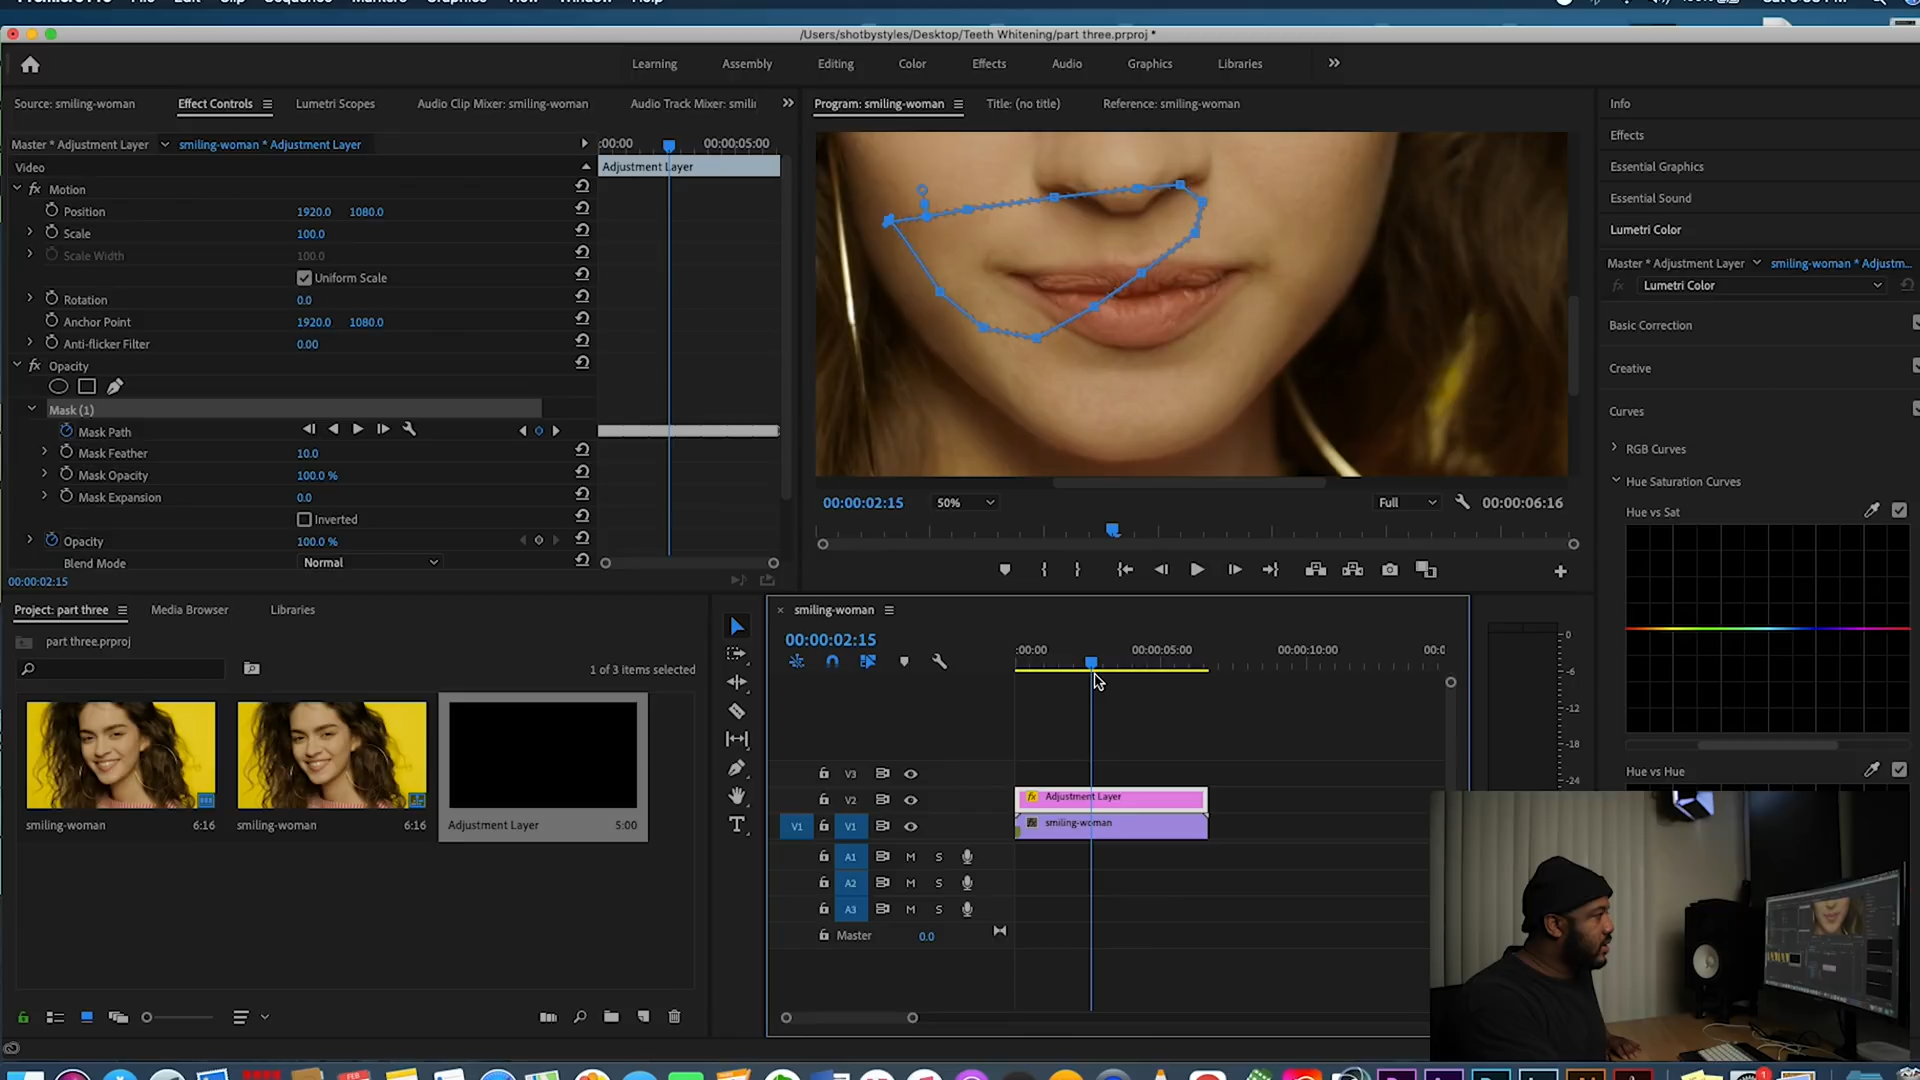 /Users/shotbystyles/Desktop/Teeth Whitening/part three.prproj *
Learning
Assembly
Editing
Color
Effects
Audio
Graphics
Libraries
Source: smiling-woman
Effect Controls
Lumetri Scopes
Audio Clip Mixer: smiling-woman
Audio Track Mixer: smili
Program: smiling-woman
Title: (no title)
Reference: smiling-woman
Info
Master * Adjustment Layer
smiling-woman * Adjustment Layer
:00:00
00:00:05:00
Effects
Video
Adjustment Layer
Essential Graphics
fx Motion
Position 1920.0 1080.0
Essential Sound
Scale 100.0
Lumetri Color
Scale Width 100.0
Master * Adjustment Layer
smiling-woman * Adjustm...
Uniform Scale
fx Lumetri Color
Rotation 0.0
Anchor Point 1920.0 1080.0
Basic Correction
Anti-flicker Filter 0.00
fx Opacity
Creative
Mask (1)
Curves
Mask Path
RGB Curves
Mask Feather 10.0
Mask Opacity 100.0 %
Hue Saturation Curves
Mask Expansion 0.0
00:00:02:15
50%
Full
00:00:06:16
Hue vs Sat
Inverted
Opacity 100.0 %
Blend Mode Normal
00:00:02:15
Project: part three
Media Browser
Libraries
part three.prproj
1 of 3 items selected
smiling-woman 6:16
smiling-woman 6:16
Adjustment Layer 5:00
smiling-woman
00:00:02:15
:00:00
00:00:05:00
00:00:10:00
00:0
V3
V2
fx Adjustment Layer
V1 V1
fx smiling-woman
A1 M S
A2 M S
A3 M S
Master 0.0
0
-6
-12
-18
-24
Hue vs Hue